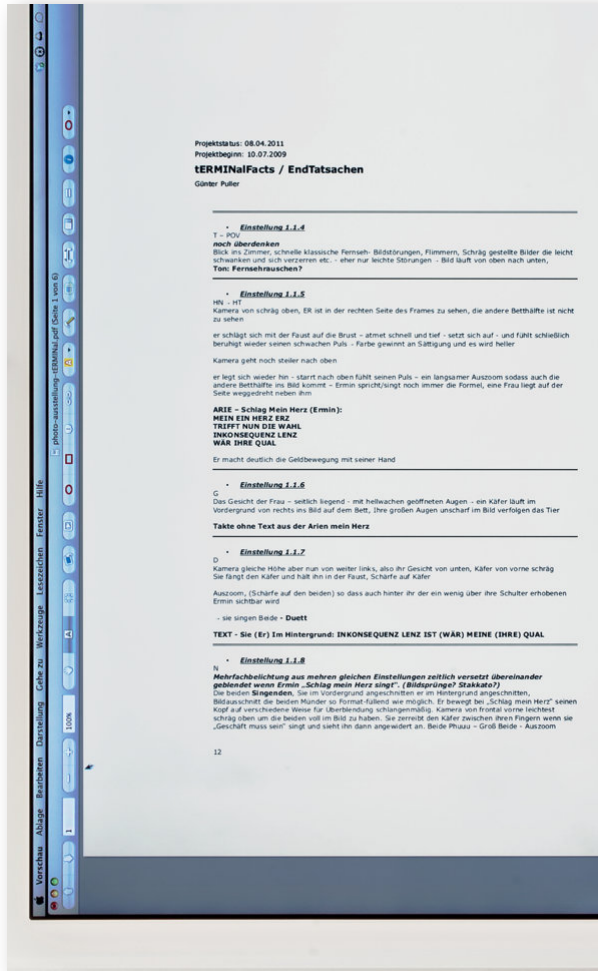 Projektstatus: 08.04.2011
Projektbeginn: 10.07.2009
tERMINalFacts / EndTatsachen
Günter Puller
• Einstellung 1.1.4
T – POV
noch überdenken
Blick ins Zimmer, schnelle klassische Fernseh- Bildstörungen, Flimmern, Schräg gestellte Bilder die leicht
schwanken und sich verzerren etc. - eher nur leichte Störungen - Bild läuft von oben nach unten,
Ton: Fernsehrauschen?
• Einstellung 1.1.5
HN - HT
Kamera von schräg oben, ER ist in der rechten Seite des Frames zu sehen, die andere Betthälfte ist nicht
zu sehen
er schlägt sich mit der Faust auf die Brust – atmet schnell und tief - setzt sich auf - und fühlt schließlich
beruhigt wieder seinen schwachen Puls - Farbe gewinnt an Sättigung und es wird heller
Kamera geht noch steiler nach oben
er legt sich wieder hin - starrt nach oben fühlt seinen Puls – ein langsamer Auszoom sodass auch die
andere Betthälfte ins Bild kommt – Ermin spricht/singt noch immer die Formel, eine Frau liegt auf der
Seite weggedreht neben ihm
ARIE – Schlag Mein Herz (Ermin):
MEIN EIN HERZ ERZ
TRIFFT NUN DIE WAHL
INKONSEQUENZ LENZ
WÄR IHRE QUAL
Er macht deutlich die Geldbewegung mit seiner Hand
• Einstellung 1.1.6
G
Das Gesicht der Frau – seitlich liegend - mit hellwachen geöffneten Augen - ein Käfer läuft im
Vordergrund von rechts ins Bild auf dem Bett, Ihre großen Augen unscharf im Bild verfolgen das Tier
Takte ohne Text aus der Arien mein Herz
• Einstellung 1.1.7
D
Kamera gleiche Höhe aber nun von weiter links, also ihr Gesicht von unten, Käfer von vorne schräg
Sie fängt den Käfer und hält ihn in der Faust, Schärfe auf Käfer
Auszoom, (Schärfe auf den beiden) so dass auch hinter ihr der ein wenig über ihre Schulter erhobenen
Ermin sichtbar wird
- sie singen Beide - Duett
TEXT - Sie (Er) Im Hintergrund: INKONSEQUENZ LENZ IST (WÄR) MEINE (IHRE) QUAL
• Einstellung 1.1.8
N
Mehrfachbelichtung aus mehren gleichen Einstellungen zeitlich versetzt übereinander
geblendet wenn Ermin „Schlag mein Herz singt". (Bildsprünge? Stakkato?)
Die beiden Singenden, Sie im Vordergrund angeschnitten er im Hintergrund angeschnitten,
Bildausschnitt die beiden Münder so Format-füllend wie möglich. Er bewegt bei „Schlag mein Herz" seinen
Kopf auf verschiedene Weise für Überblendung schlangenmäßig. Kamera von frontal vorne leichtest
schräg oben um die beiden voll im Bild zu haben. Sie zerreibt den Käfer zwischen ihren Fingern wenn sie
„Geschäft muss sein" singt und sieht ihn dann angewidert an. Beide Phuuu – Groß Beide - Auszoom
12
Vorschau Ablage Bearbeiten Darstellung Gehe zu Werkzeuge Lesezeichen Fenster Hilfe
photo-ausstellung-tERMINal.pdf (Seite 1 von 6)
1
100%
A